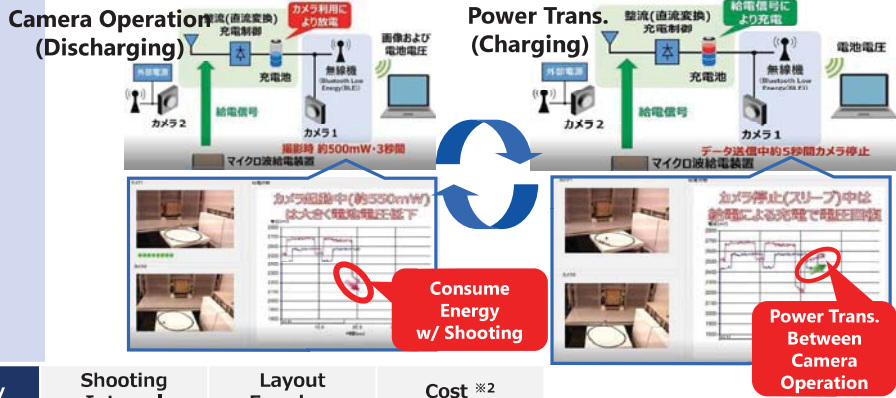 Camera Operation
(Discharging)
整流(直流変換)
充電制御
カメラ利用に
より放電
画像および
電池電圧
外部電源
充電池
無線機
(Bluetooth Low
Energy(BLE))
カメラ2
給電信号
カメラ1
撮影時 約500mW・3秒間
マイクロ波給電装置
Power Trans.
(Charging)
整流(直流変換)
充電制御
給電信号に
より充電
電池電圧
外部電源
充電池
無線機
(Bluetooth Low
Energy(BLE))
カメラ2
給電信号
カメラ1
データ送信中約5秒間カメラ停止
マイクロ波給電装置
カメラ起動中(約550mW)
は大きく電池電圧低下
Consume
Energy
w/ Shooting
カメラ停止(スリープ)中は
給電による充電で電圧回復
Power Trans.
Between
Camera
Operation
Shooting
Layout
Cost ※2